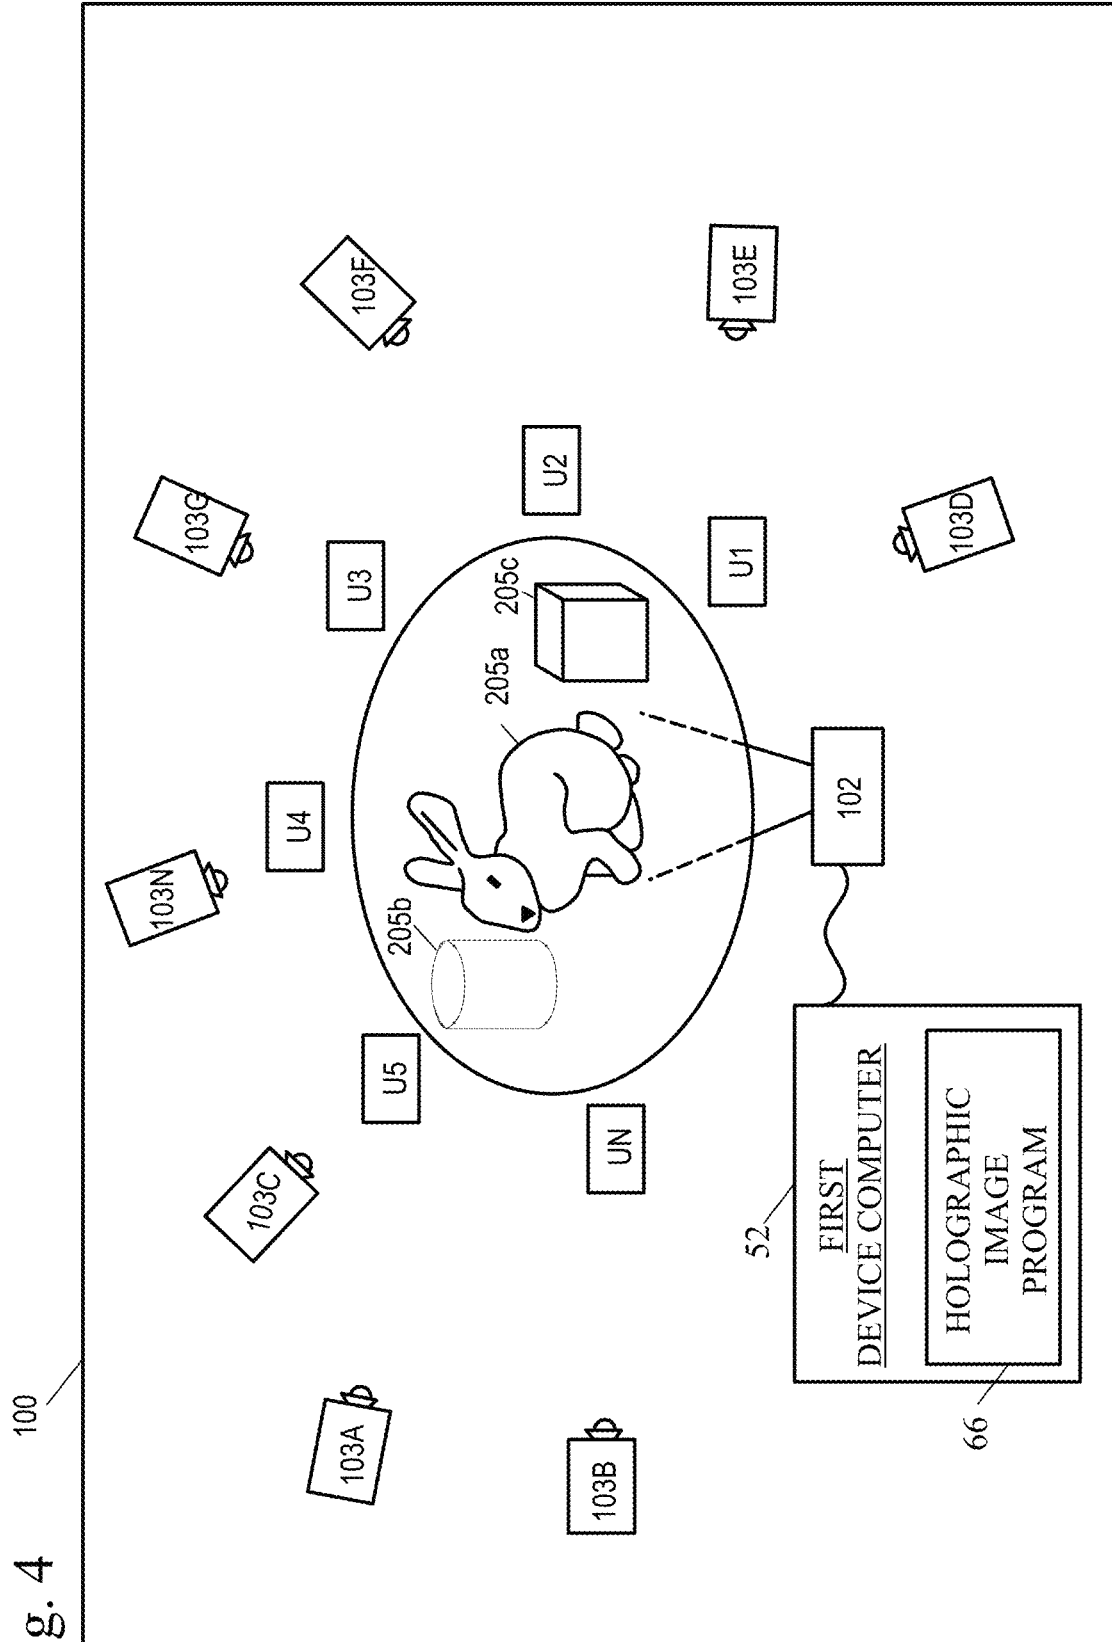 g. 4
100
103A
103B
103C
103N
103G
103F
103E
103D
U5
UN
U4
U3
U2
U1
205b
205a
205c
102
52
FIRST
DEVICE COMPUTER
HOLOGRAPHIC
IMAGE
PROGRAM
66